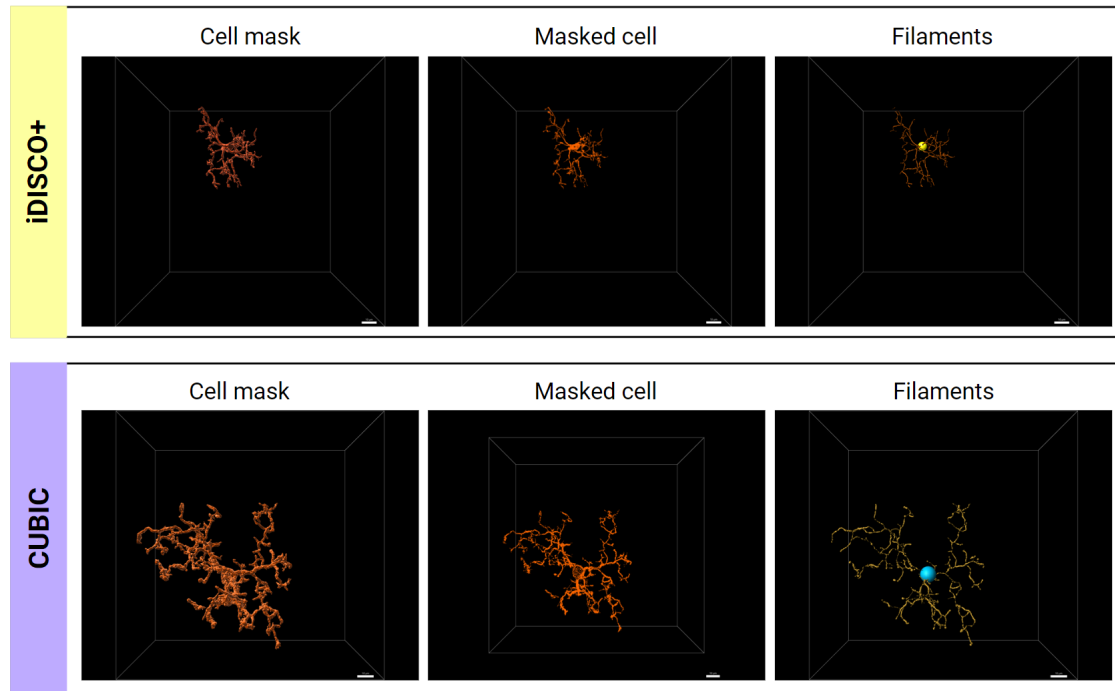 iDISCO+
Cell mask
Masked cell
Filaments
CUBIC
Cell mask
Masked cell
Filaments